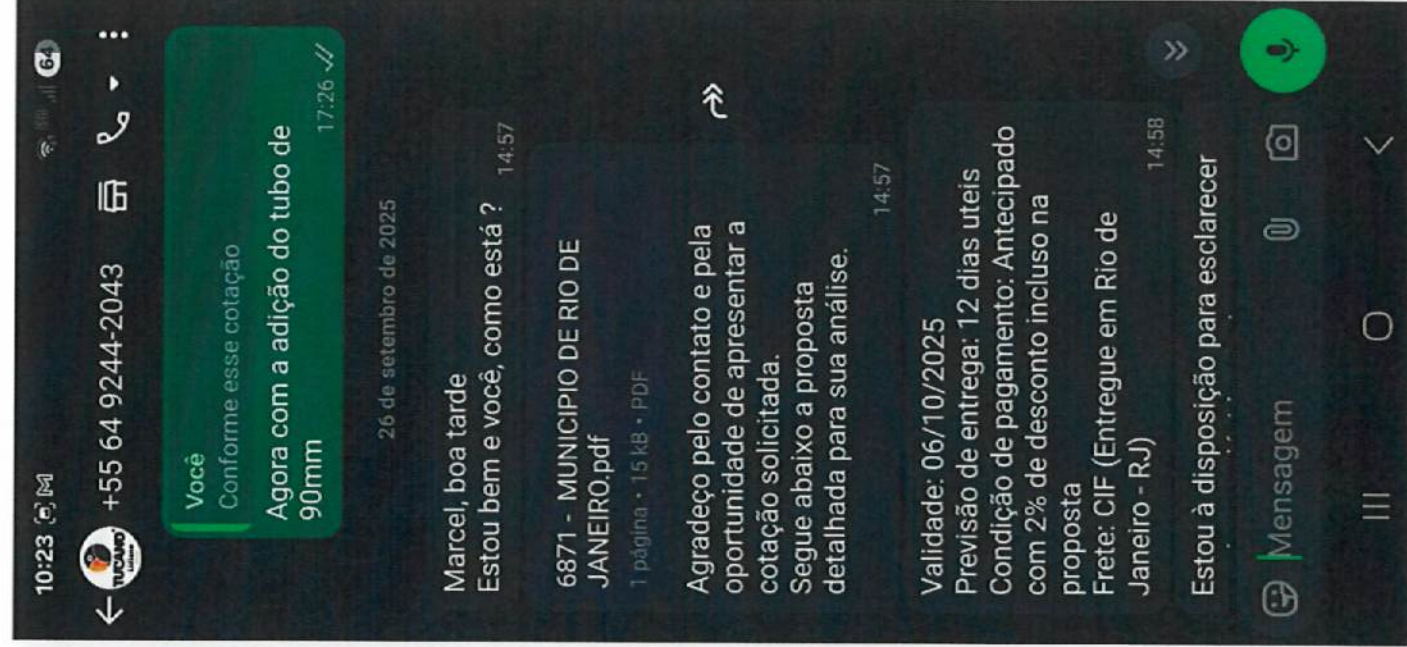 10:23
64
+55 64 92444-2043
TUCANO
Você
Conforme esse cotação
Agora com a adição do tubo de
90mm
17:26
26 de setembro de 2025
Marcel, boa tarde
Estou bem e você, como está ?
14:57
6871 - MUNICIPIO DE RIO DE
JANEIRO.pdf
1 página • 15 kB • PDF
Agradeço pelo contato e pela
oportunidade de apresentar a
cotação solicitada.
Segue abaixo a proposta
detalhada para sua análise.
14:57
Validade: 06/10/2025
Previsão de entrega: 12 dias uteis
Condição de pagamento: Antecipado
com 2% de desconto incluso na
proposta
Frete: CIF (Entregue em Rio de
Janeiro - RJ)
14:58
Estou à disposição para esclarecer
Mensagem